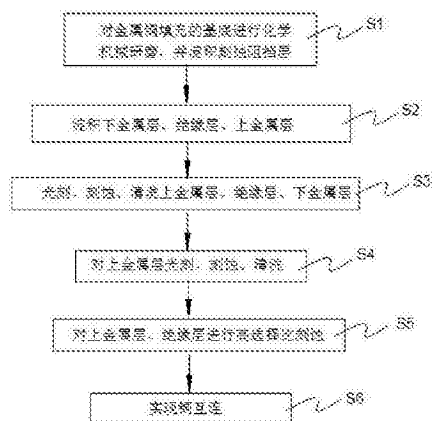 对金属铜填充的基底进行化学
S1
机械研磨，并沉积刻蚀阻挡层
S2
沉积下金属层、绝缘层、上金属层
S3
光刻、刻蚀、清洗上金属层、绝缘层、下金属层
S4
对上金属层光刻、刻蚀、清洗
S5
对上金属层、绝缘层进行高选择比刻蚀
S6
实现铜互连